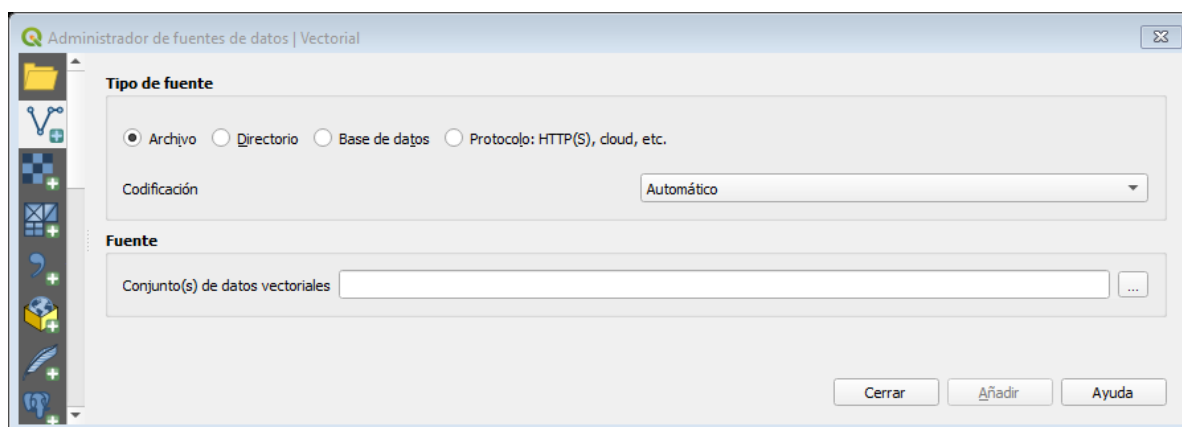 Administrador de fuentes de datos | Vectorial
Tipo de fuente
Archivo Directorio Base de datos Protocolo: HTTP(S), cloud, etc.
Codificación Automático
Fuente
Conjunto(s) de datos vectoriales ...
Cerrar Añadir Ayuda